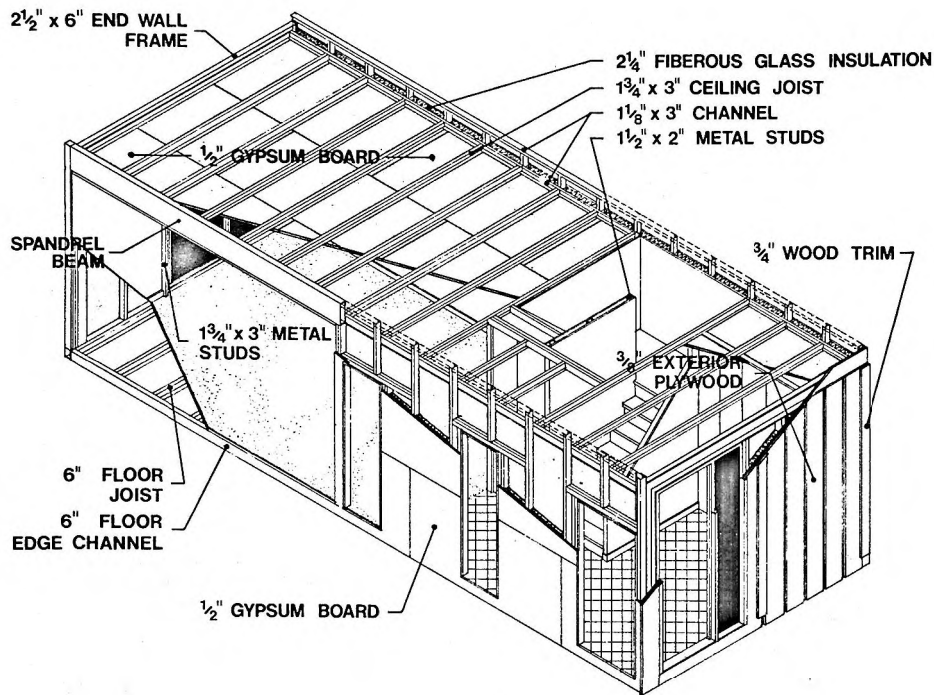 2½" x 6" END WALL
FRAME
2¼" FIBEROUS GLASS INSULATION
1¾" x 3" CEILING JOIST
1⅛" x 3" CHANNEL
1½" x 2" METAL STUDS
½" GYPSUM BOARD
SPANDREL
BEAM
¾" WOOD TRIM
1¾" x 3" METAL
STUDS
⅜" EXTERIOR
PLYWOOD
6" FLOOR
JOIST
6" FLOOR
EDGE CHANNEL
½" GYPSUM BOARD